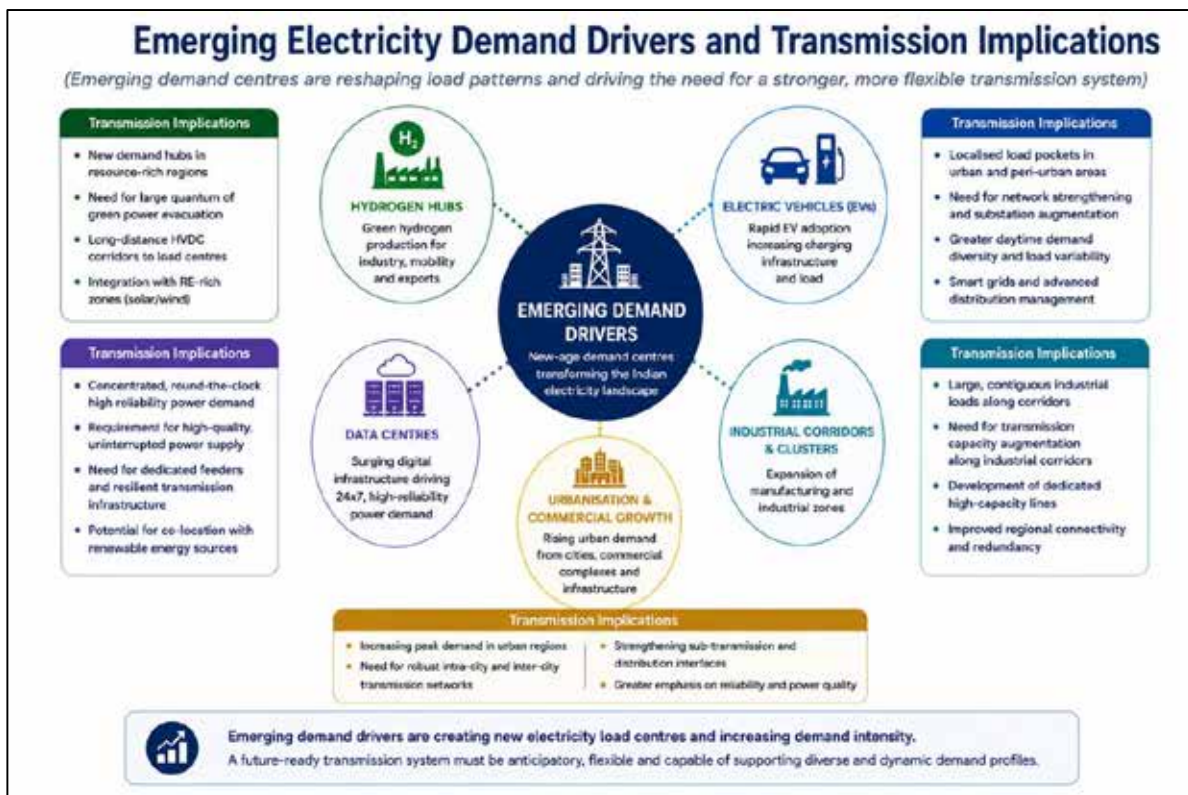 Emerging Electricity Demand Drivers and Transmission Implications
(Emerging demand centres are reshaping load patterns and driving the need for a stronger, more flexible transmission system)
Transmission Implications
• New demand hubs in
resource-rich regions
• Need for large quantum of
green power evacuation
• Long-distance HVDC
corridors to load centres
• Integration with RE-rich
zones (solar/wind)
H2
HYDROGEN HUBS
Green hydrogen
production for
industry, mobility
and exports
EMERGING DEMAND
DRIVERS
New-age demand centres
transforming the Indian
electricity landscape
ELECTRIC VEHICLES (EVs)
Rapid EV adoption
increasing charging
infrastructure
and load
Transmission Implications
• Localised load pockets in
urban and peri-urban areas
• Need for network strengthening
and substation augmentation
• Greater daytime demand
diversity and load variability
• Smart grids and advanced
distribution management
Transmission Implications
• Concentrated, round-the-clock
high reliability power demand
• Requirement for high-quality,
uninterrupted power supply
• Need for dedicated feeders
and resilient transmission
infrastructure
• Potential for co-location with
renewable energy sources
DATA CENTRES
Surging digital
infrastructure driving
24x7, high-reliability
power demand
URBANISATION &
COMMERCIAL GROWTH
Rising urban demand
from cities, commercial
complexes and
infrastructure
INDUSTRIAL CORRIDORS
& CLUSTERS
Expansion of
manufacturing and
industrial zones
Transmission Implications
• Large, contiguous industrial
loads along corridors
• Need for transmission
capacity augmentation
along industrial corridors
• Development of dedicated
high-capacity lines
• Improved regional connectivity
and redundancy
Transmission Implications
• Increasing peak demand in urban regions
• Need for robust intra-city and inter-city
transmission networks
• Strengthening sub-transmission and
distribution interfaces
• Greater emphasis on reliability and power quality
Emerging demand drivers are creating new electricity load centres and increasing demand intensity.
A future-ready transmission system must be anticipatory, flexible and capable of supporting diverse and dynamic demand profiles.